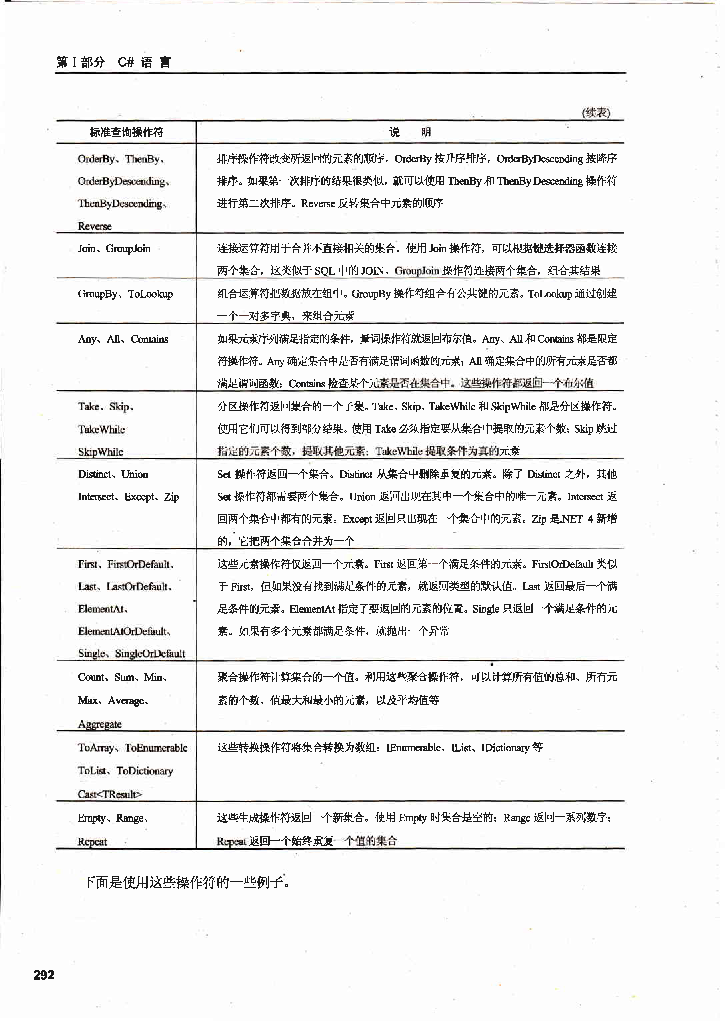 第Ⅰ部分 C# 语言
(续表)
标准查询操作符 说 明
OrderBy、ThenBy、 排序操作符改变所返回的元素的顺序。OrderBy 按升序排序，OrderByDescending 按降序
OrderByDescending、 排序。如果第一次排序的结果很类似，就可以使用 ThenBy 和 ThenBy Descending 操作符
ThenByDescending、 进行第二次排序。Reverse 反转集合中元素的顺序
Reverse
Join、GroupJoin 连接运算符用于合并不直接相关的集合。使用 Join 操作符，可以根据键选择器函数连接
两个集合，这类似于 SQL 中的 JOIN。GroupJoin 操作符连接两个集合，组合其结果
GroupBy、ToLookup 组合运算符把数据放在组中。GroupBy 操作符组合有公共键的元素。ToLookup 通过创建
一个一对多字典，来组合元素
Any、All、Contains 如果元素序列满足指定的条件，量词操作符就返回布尔值。Any、All 和 Contains 都是限定
符操作符。Any 确定集合中是否有满足谓词函数的元素；All 确定集合中的所有元素是否都
满足谓词函数；Contains 检查某个元素是否在集合中。这些操作符都返回一个布尔值
Take、Skip、 分区操作符返回集合的一个子集。Take、Skip、TakeWhile 和 SkipWhile 都是分区操作符。
TakeWhile 使用它们可以得到部分结果。使用 Take 必须指定要从集合中提取的元素个数；Skip 跳过
SkipWhile 指定的元素个数，提取其他元素；TakeWhile 提取条件为真的元素
Distinct、Union Set 操作符返回一个集合。Distinct 从集合中删除重复的元素。除了 Distinct 之外，其他
Intersect、Except、Zip Set 操作符都需要两个集合。Union 返回出现在其中一个集合中的唯一元素。Intersect 返
回两个集合中都有的元素。Except 返回只出现在一个集合中的元素。Zip 是.NET 4 新增
的，它把两个集合合并为一个
First、FirstOrDefault、 这些元素操作符仅返回一个元素。First 返回第一个满足条件的元素。FirstOrDefault 类似
Last、LastOrDefault、 于 First，但如果没有找到满足条件的元素，就返回类型的默认值。Last 返回最后一个满
ElementAt、 足条件的元素。ElementAt 指定了要返回的元素的位置。Single 只返回一个满足条件的元
ElementAtOrDefault、 素。如果有多个元素都满足条件，就抛出一个异常
Single、SingleOrDefault
Count、Sum、Min、 聚合操作符计算集合的一个值。利用这些聚合操作符，可以计算所有值的总和、所有元
Max、Average、 素的个数、值最大和最小的元素，以及平均值等
Aggregate
ToArray、ToEnumerable 这些转换操作符将集合转换为数组：IEnumerable、IList、IDictionary 等
ToList、ToDictionary
Cast<TResult>
Empty、Range、 这些生成操作符返回一个新集合。使用 Empty 时集合是空的；Range 返回一系列数字；
Repeat Repeat 返回一个始终重复一个值的集合
下面是使用这些操作符的一些例子。
292